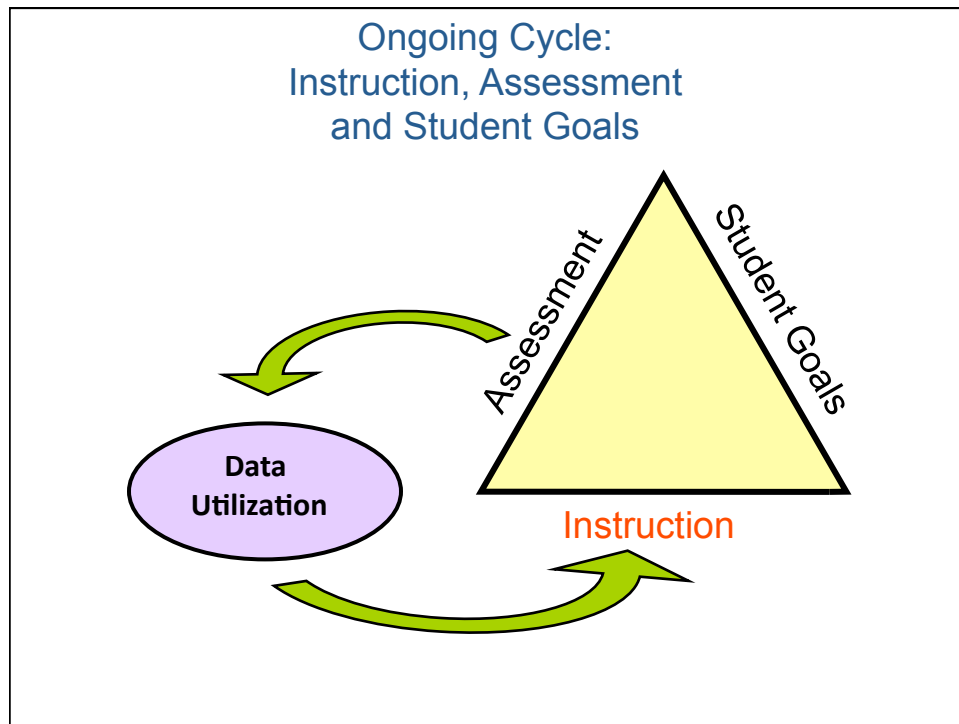 Ongoing Cycle:
Instruction, Assessment
and Student Goals
Assessment
Student Goals
Data
Utilization
Instruction